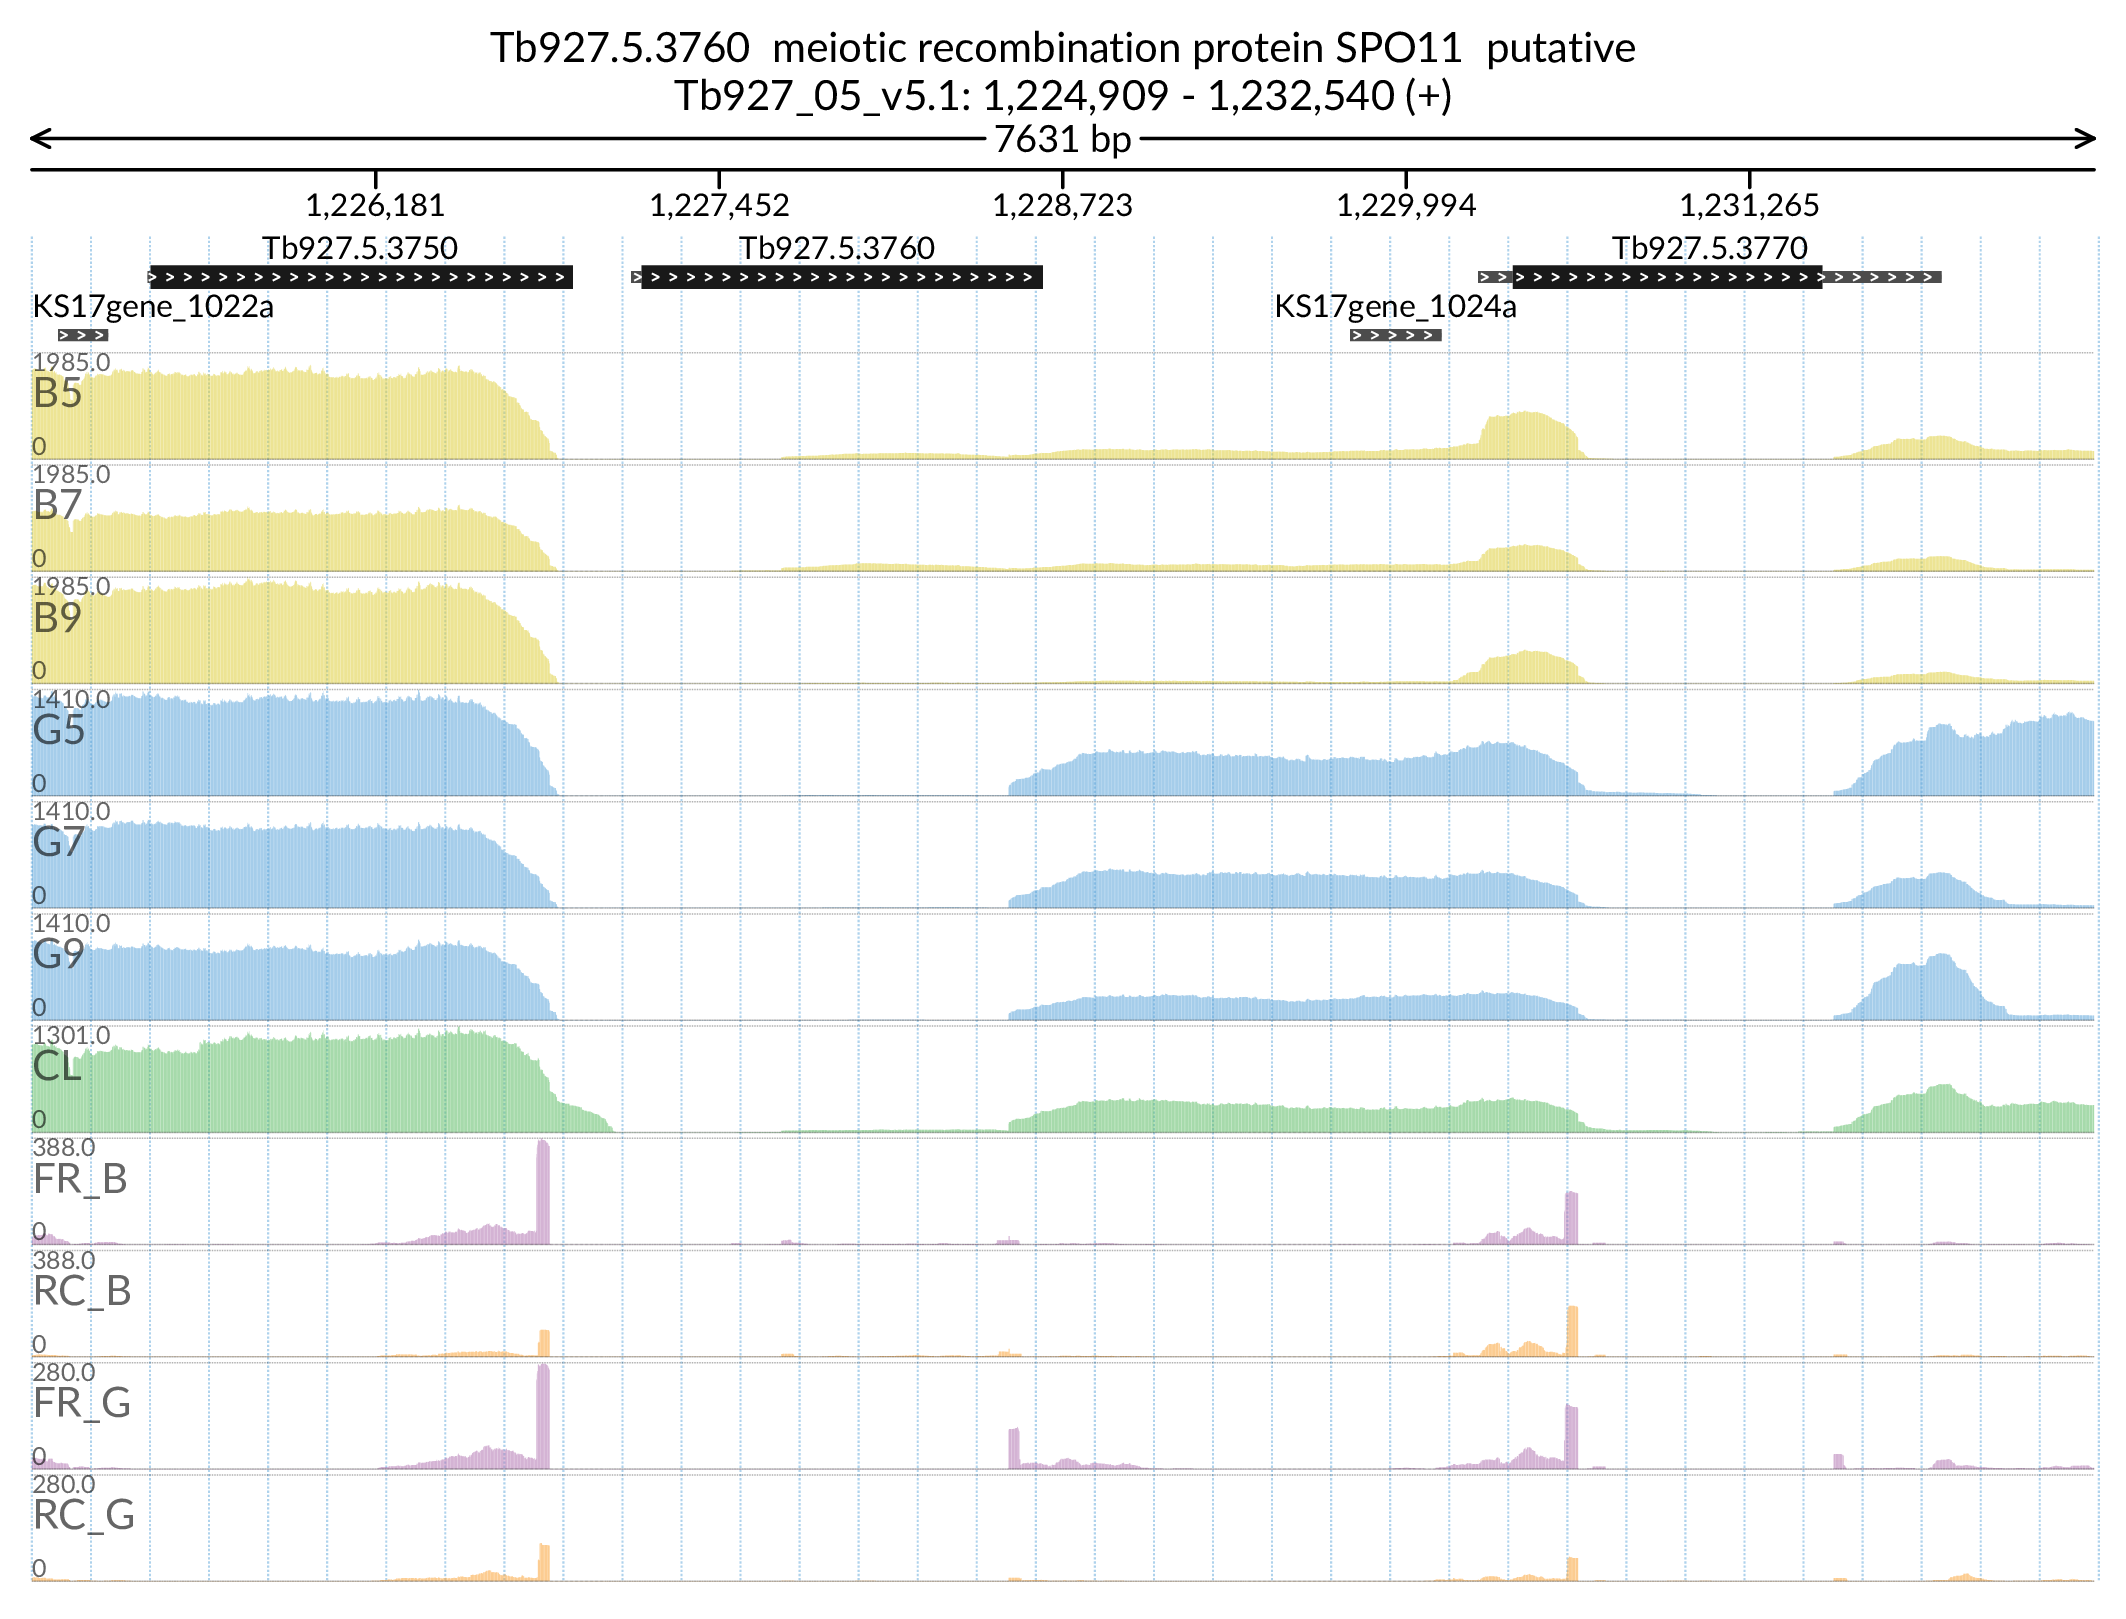 Tb927.5.3760 meiotic recombination protein SPO11 putative
Tb927_05_v5.1: 1,224,909 - 1,232,540 (+)
7631 bp
1,226,181 1,227,452 1,228,723 1,229,994 1,231,265
Tb927.5.3750 Tb927.5.3760 Tb927.5.3770
KS17gene_1022a KS17gene_1024a
1985.0
B5
0
1985.0
B7
0
1985.0
B9
0
1410.0
G5
0
1410.0
G7
0
1410.0
G9
0
1301.0
CL
0
388.0
FR_B
0
388.0
RC_B
0
280.0
FR_G
0
280.0
RC_G
0